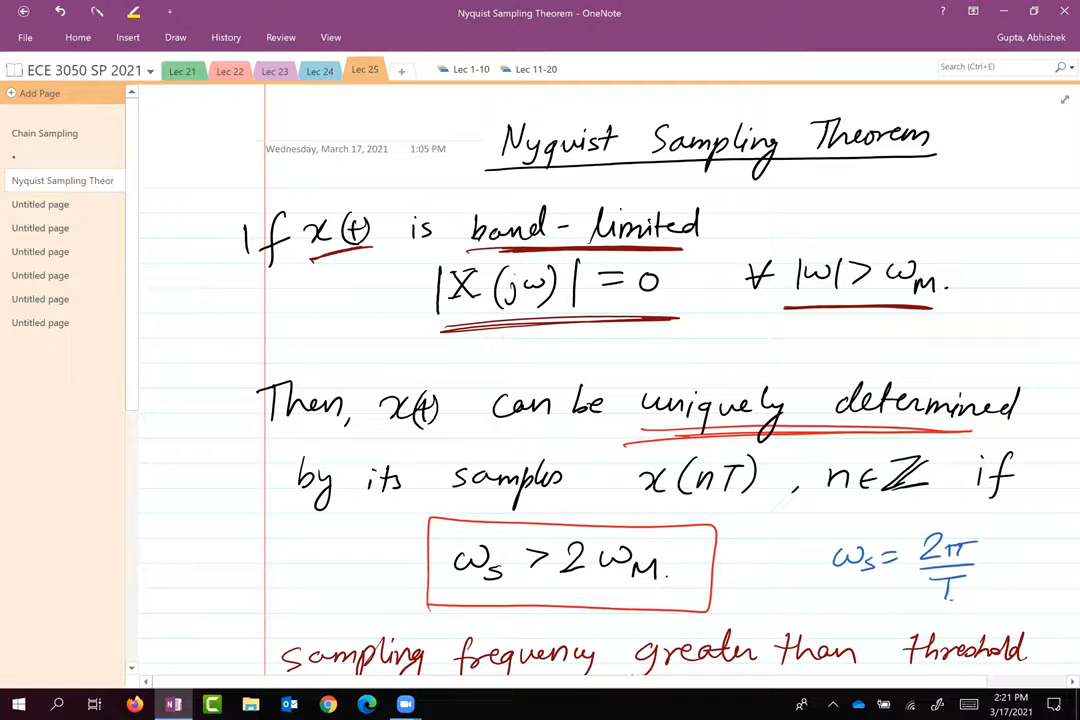 Nyquist Sampling Theorem - OneNote
File Home Insert Draw History Review View
Gupta, Abhishek
ECE 3050 SP 2021
Lec 21 Lec 22 Lec 23 Lec 24 Lec 25 + Lec 1-10 Lec 11-20
Search (Ctrl+E)
Add Page
Chain Sampling
Nyquist Sampling Theor
Untitled page
Untitled page
Untitled page
Untitled page
Untitled page
Untitled page
Wednesday, March 17, 2021 1:05 PM
Nyquist Sampling Theorem
If x(t) is band-limited
|X(jω)| = 0 ∀ |ω| > ω_M.
Then, x(t) can be uniquely determined
by its samples x(nT), n∈ℤ if
ω_s > 2ω_M.
ω_s = 2π/T
sampling frequency greater than threshold
2:21 PM
3/17/2021